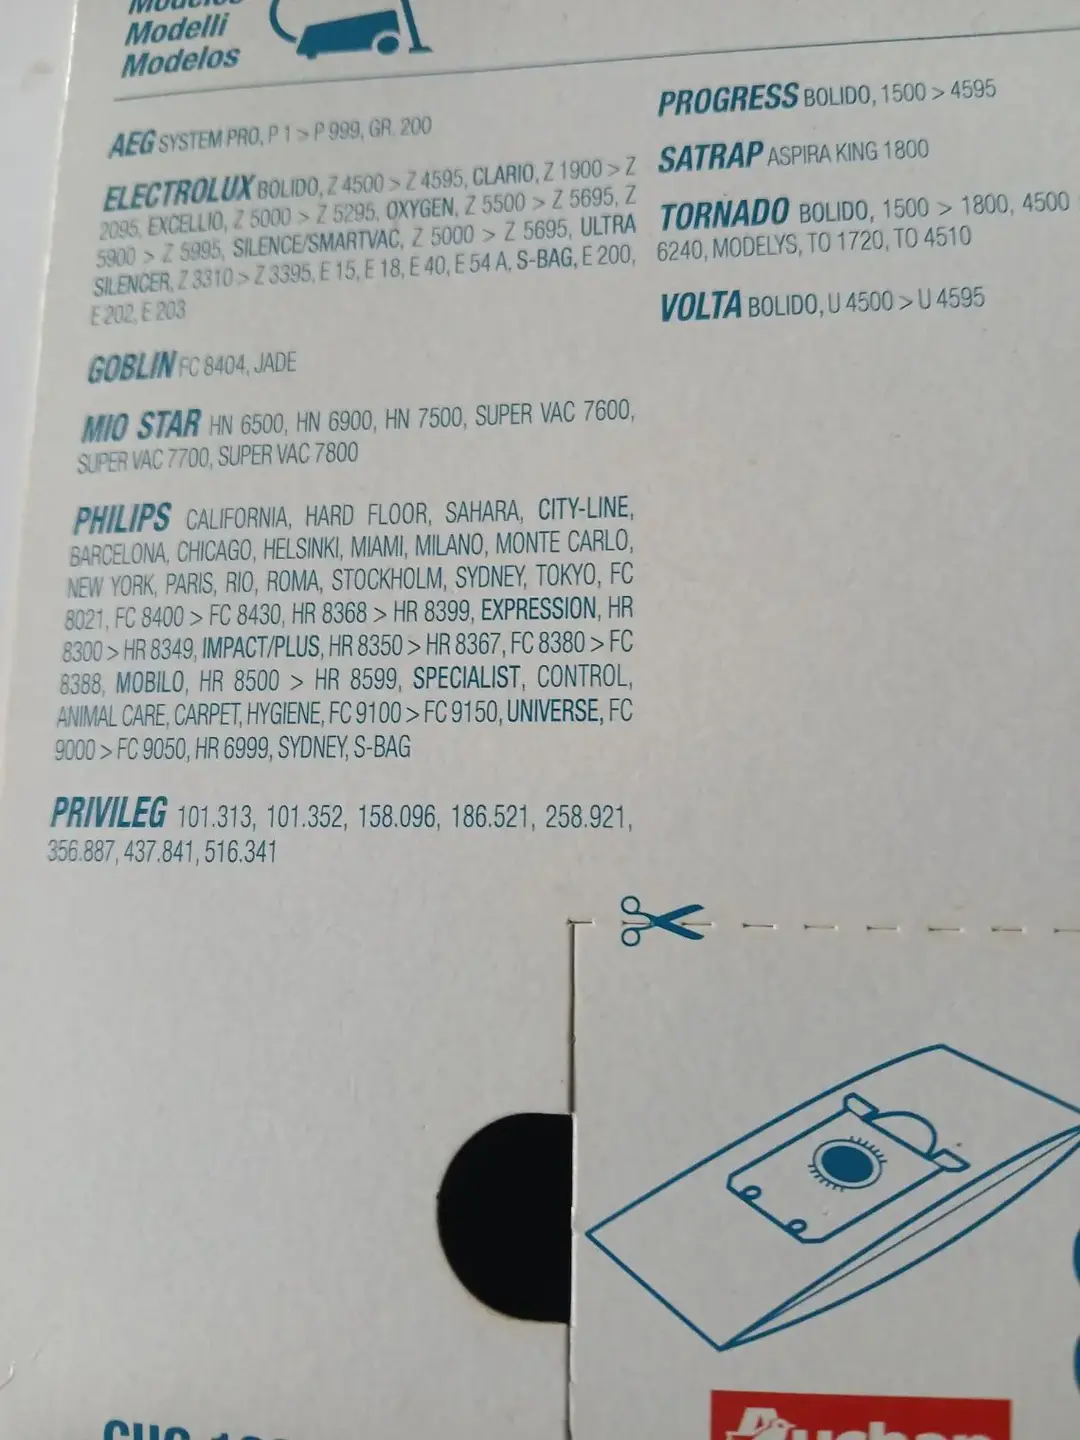 Modelli
Modelos
AEG SYSTEM PRO, P 1 > P 999, GR. 200
ELECTROLUX BOLIDO, Z 4500 > Z 4595, CLARIO, Z 1900 > Z
2095, EXCELLIO, Z 5000 > Z 5295, OXYGEN, Z 5500 > Z 5695, Z
5900 > Z 5995, SILENCE/SMARTVAC, Z 5000 > Z 5695, ULTRA
SILENCER, Z 3310 > Z 3395, E 15, E 18, E 40, E 54 A, S-BAG, E 200,
E 202, E 203
GOBLIN FC 8404, JADE
MIO STAR HN 6500, HN 6900, HN 7500, SUPER VAC 7600,
SUPER VAC 7700, SUPER VAC 7800
PHILIPS CALIFORNIA, HARD FLOOR, SAHARA, CITY-LINE,
BARCELONA, CHICAGO, HELSINKI, MIAMI, MILANO, MONTE CARLO,
NEW YORK, PARIS, RIO, ROMA, STOCKHOLM, SYDNEY, TOKYO, FC
8021, FC 8400 > FC 8430, HR 8368 > HR 8399, EXPRESSION, HR
8300 > HR 8349, IMPACT/PLUS, HR 8350 > HR 8367, FC 8380 > FC
8388, MOBILO, HR 8500 > HR 8599, SPECIALIST, CONTROL,
ANIMAL CARE, CARPET, HYGIENE, FC 9100 > FC 9150, UNIVERSE, FC
9000 > FC 9050, HR 6999, SYDNEY, S-BAG
PRIVILEG 101.313, 101.352, 158.096, 186.521, 258.921,
356.887, 437.841, 516.341
PROGRESS BOLIDO, 1500 > 4595
SATRAP ASPIRA KING 1800
TORNADO BOLIDO, 1500 > 1800, 4500
6240, MODELYS, TO 1720, TO 4510
VOLTA BOLIDO, U 4500 > U 4595
Auchan